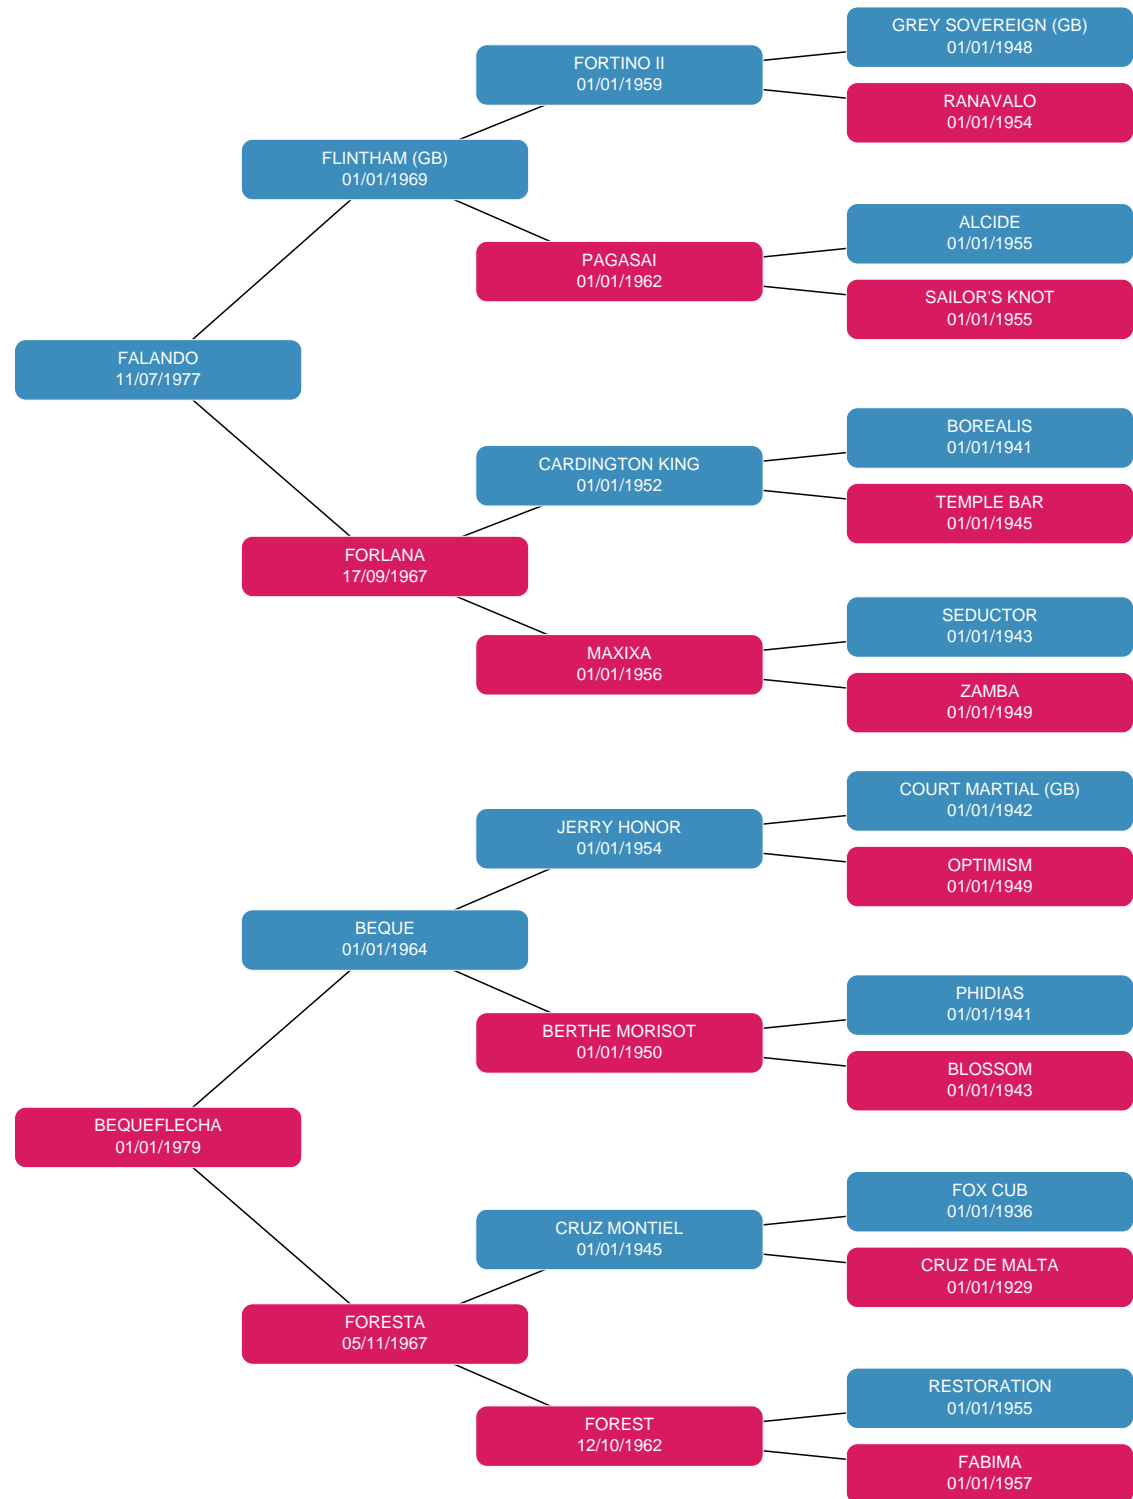 GREY SOVEREIGN (GB)
01/01/1948
FORTINO II
01/01/1959
RANAVALO
01/01/1954
FLINTHAM (GB)
01/01/1969
ALCIDE
01/01/1955
PAGASAI
01/01/1962
SAILOR'S KNOT
01/01/1955
FALANDO
11/07/1977
BOREALIS
01/01/1941
CARDINGTON KING
01/01/1952
TEMPLE BAR
01/01/1945
FORLANA
17/09/1967
SEDUCTOR
01/01/1943
MAXIXA
01/01/1956
ZAMBA
01/01/1949
COURT MARTIAL (GB)
01/01/1942
JERRY HONOR
01/01/1954
OPTIMISM
01/01/1949
BEQUE
01/01/1964
PHIDIAS
01/01/1941
BERTHE MORISOT
01/01/1950
BLOSSOM
01/01/1943
BEQUEFLECHA
01/01/1979
FOX CUB
01/01/1936
CRUZ MONTIEL
01/01/1945
CRUZ DE MALTA
01/01/1929
FORESTA
05/11/1967
RESTORATION
01/01/1955
FOREST
12/10/1962
FABIMA
01/01/1957